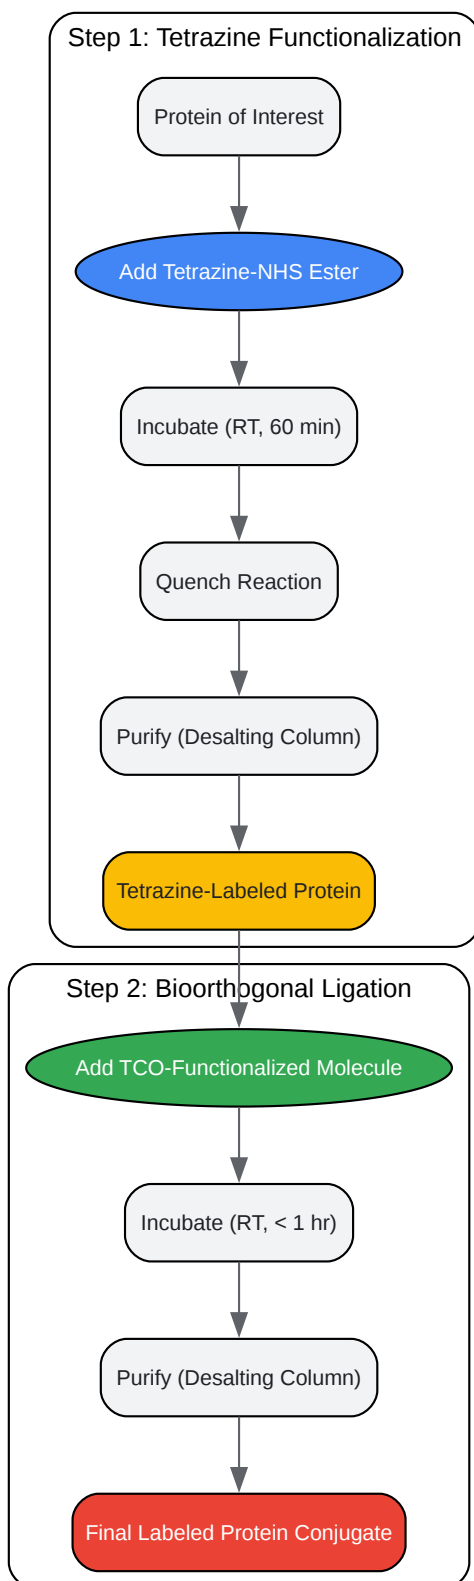 Step 1: Tetrazine Functionalization
Protein of Interest
Add Tetrazine-NHS Ester
Incubate (RT, 60 min)
Quench Reaction
Purify (Desalting Column)
Tetrazine-Labeled Protein
Step 2: Bioorthogonal Ligation
Add TCO-Functionalized Molecule
Incubate (RT, < 1 hr)
Purify (Desalting Column)
Final Labeled Protein Conjugate